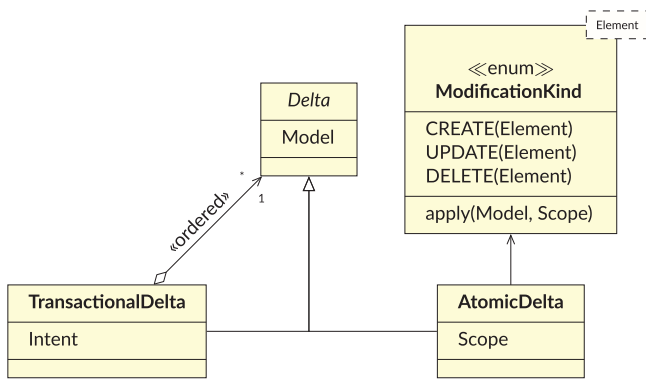 Element
≪enum≫
ModificationKind
CREATE(Element)
UPDATE(Element)
DELETE(Element)
apply(Model, Scope)
Delta
Model
*
1
«ordered»
TransactionalDelta
Intent
AtomicDelta
Scope